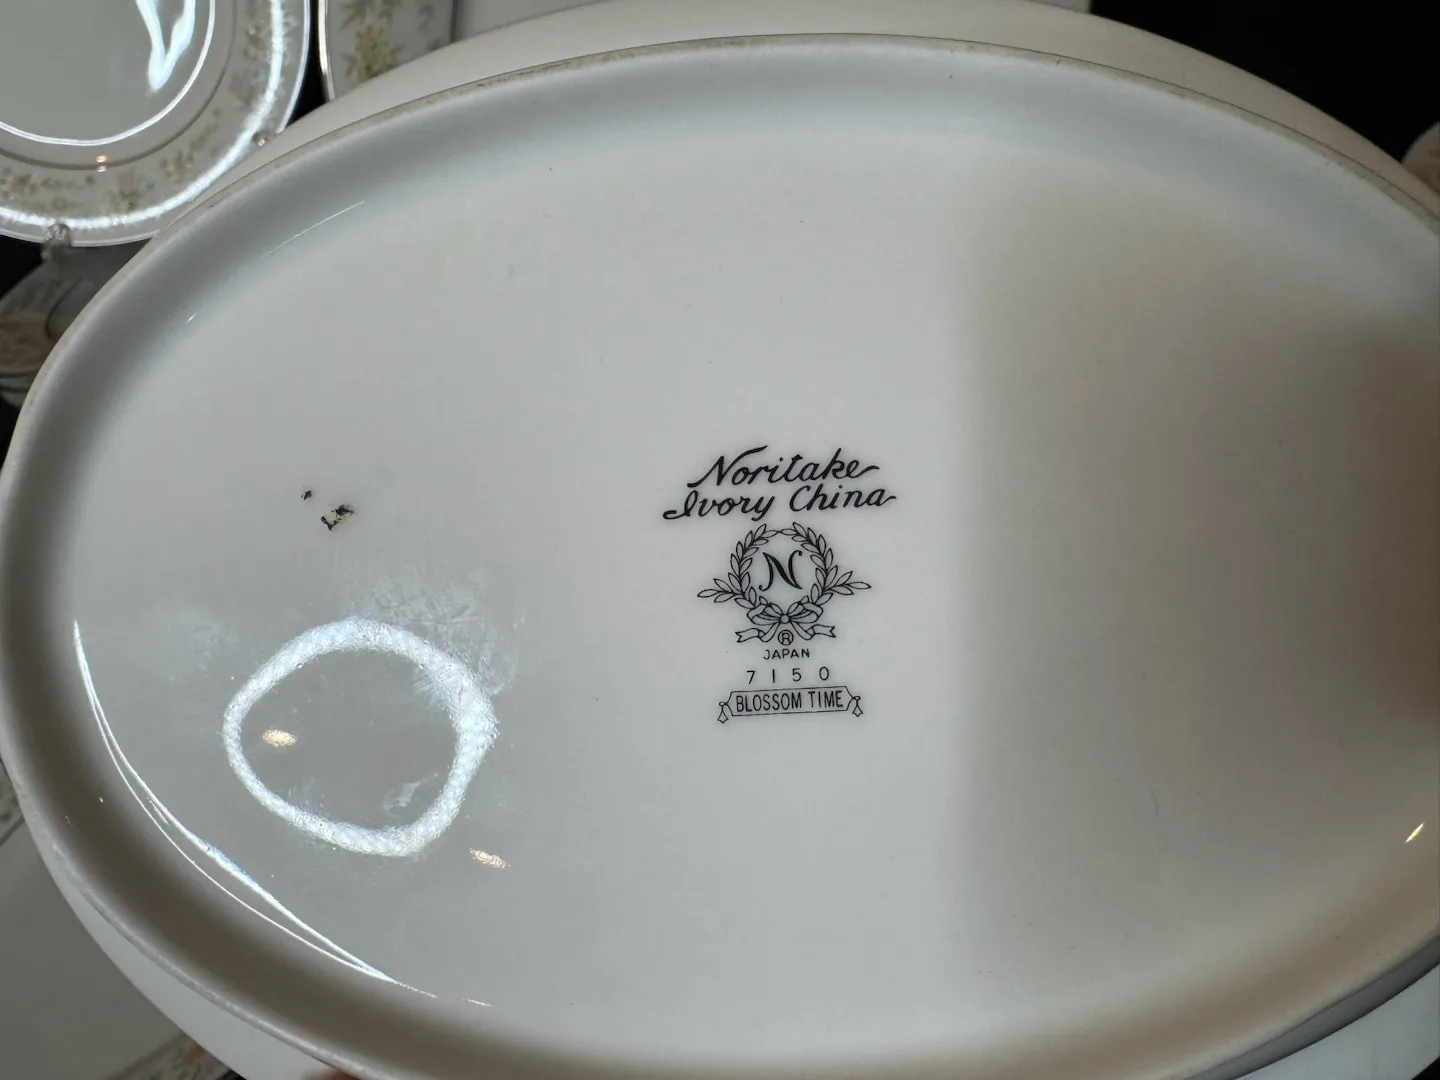 Noritake
Ivory China
N
®
JAPAN
7150
BLOSSOM TIME